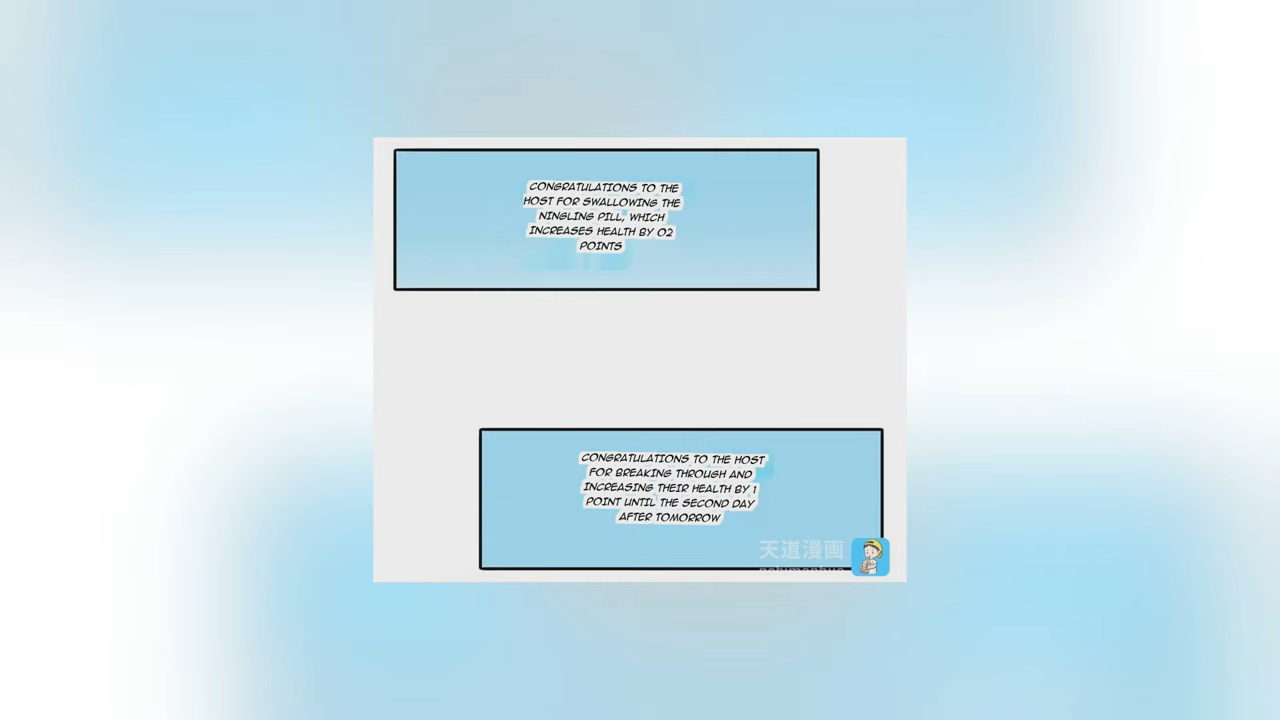 CONGRATULATIONS TO THE
HOST FOR SWALLOWING THE
NINGLING PILL, WHICH
INCREASES HEALTH BY 02
POINTS
CONGRATULATIONS TO THE HOST
FOR BREAKING THROUGH AND
INCREASING THEIR HEALTH BY 1
POINT UNTIL THE SECOND DAY
AFTER TOMORROW
天道漫画